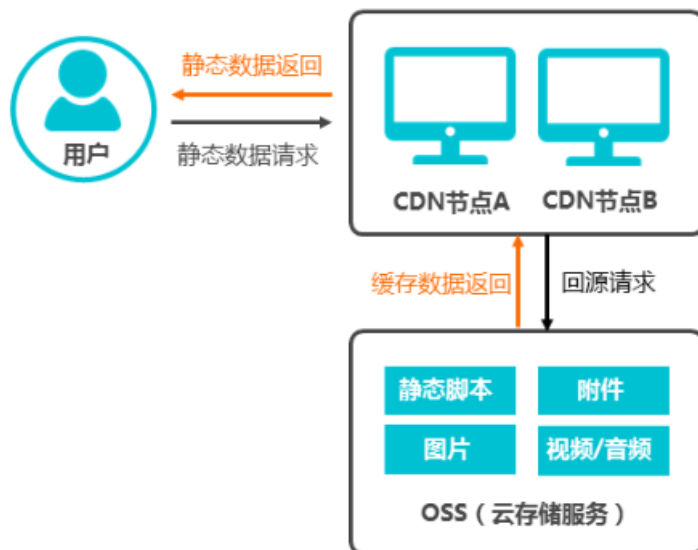 静态数据返回
用户
静态数据请求
CDN节点A
CDN节点B
缓存数据返回
回源请求
静态脚本
附件
图片
视频/音频
OSS（云存储服务）